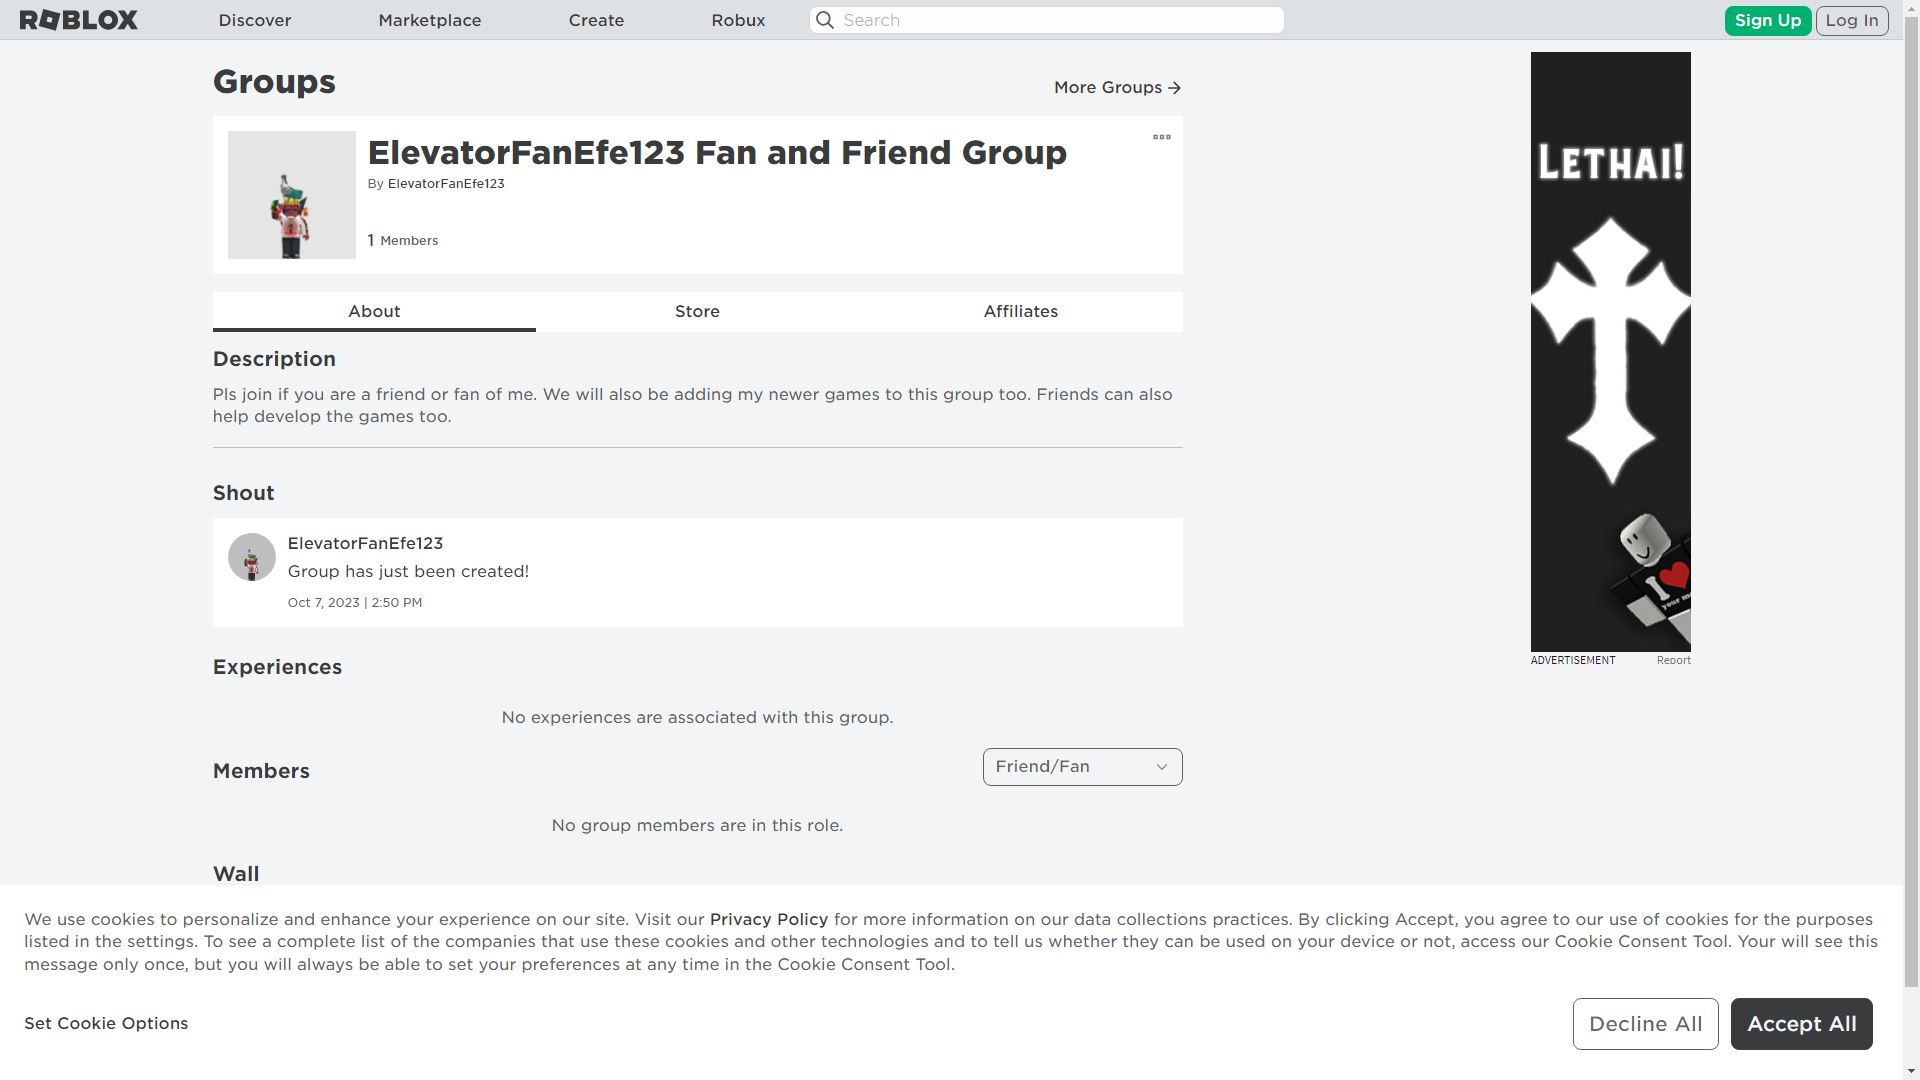 ROBLOX
Discover
Marketplace
Create
Robux
Search
Sign Up
Log In
Groups
More Groups
ElevatorFanEfe123 Fan and Friend Group
By ElevatorFanEfe123
1 Members
About
Store
Affiliates
Description
Pls join if you are a friend or fan of me. We will also be adding my newer games to this group too. Friends can also
help develop the games too.
Shout
ElevatorFanEfe123
Group has just been created!
Oct 7, 2023 | 2:50 PM
Experiences
No experiences are associated with this group.
Members
Friend/Fan
No group members are in this role.
Wall
LETHAI!
I
your
ADVERTISEMENT
Report
We use cookies to personalize and enhance your experience on our site. Visit our Privacy Policy for more information on our data collections practices. By clicking Accept, you agree to our use of cookies for the purposes
listed in the settings. To see a complete list of the companies that use these cookies and other technologies and to tell us whether they can be used on your device or not, access our Cookie Consent Tool. Your will see this
message only once, but you will always be able to set your preferences at any time in the Cookie Consent Tool.
Set Cookie Options
Decline All
Accept All